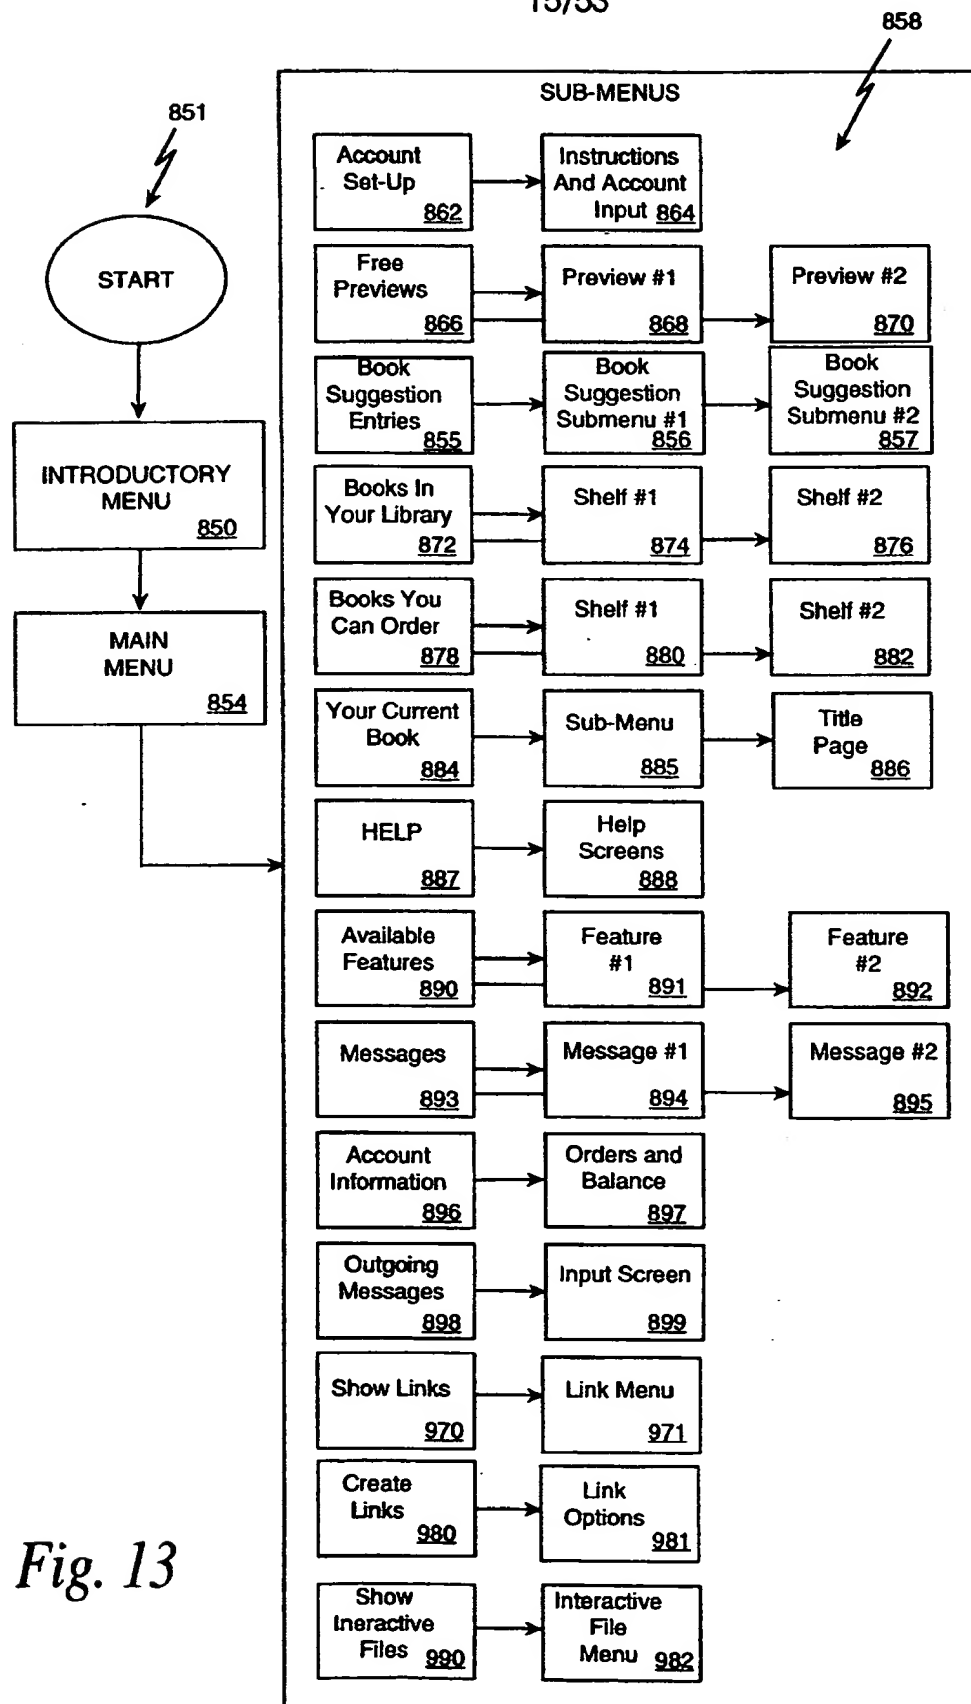 15/53
858
851
SUB-MENUS
START
INTRODUCTORY
MENU
850
MAIN
MENU
854
Account
Set-Up
862
Instructions
And Account
Input 864
Free
Previews
866
Preview #1
868
Preview #2
870
Book
Suggestion
Entries
855
Book
Suggestion
Submenu #1
856
Book
Suggestion
Submenu #2
857
Books In
Your Library
872
Shelf #1
874
Shelf #2
876
Books You
Can Order
878
Shelf #1
880
Shelf #2
882
Your Current
Book
884
Sub-Menu
885
Title
Page
886
HELP
887
Help
Screens
888
Available
Features
890
Feature
#1
891
Feature
#2
892
Messages
893
Message #1
894
Message #2
895
Account
Information
896
Orders and
Balance
897
Outgoing
Messages
898
Input Screen
899
Show Links
970
Link Menu
971
Create
Links
980
Link
Options
981
Show
Ineractive
Files 990
Interactive
File
Menu 982
Fig. 13